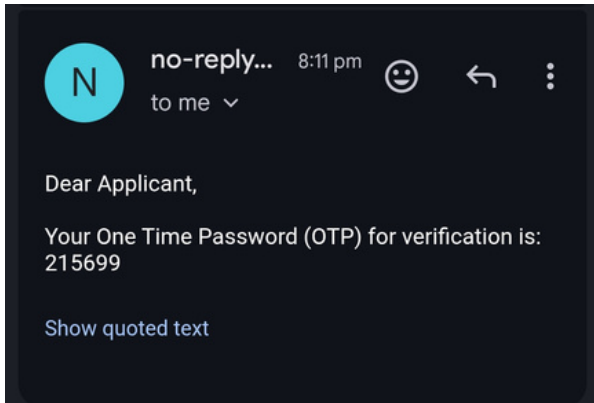 N
no-reply... 8:11 pm
to me
Dear Applicant,
Your One Time Password (OTP) for verification is:
215699
Show quoted text